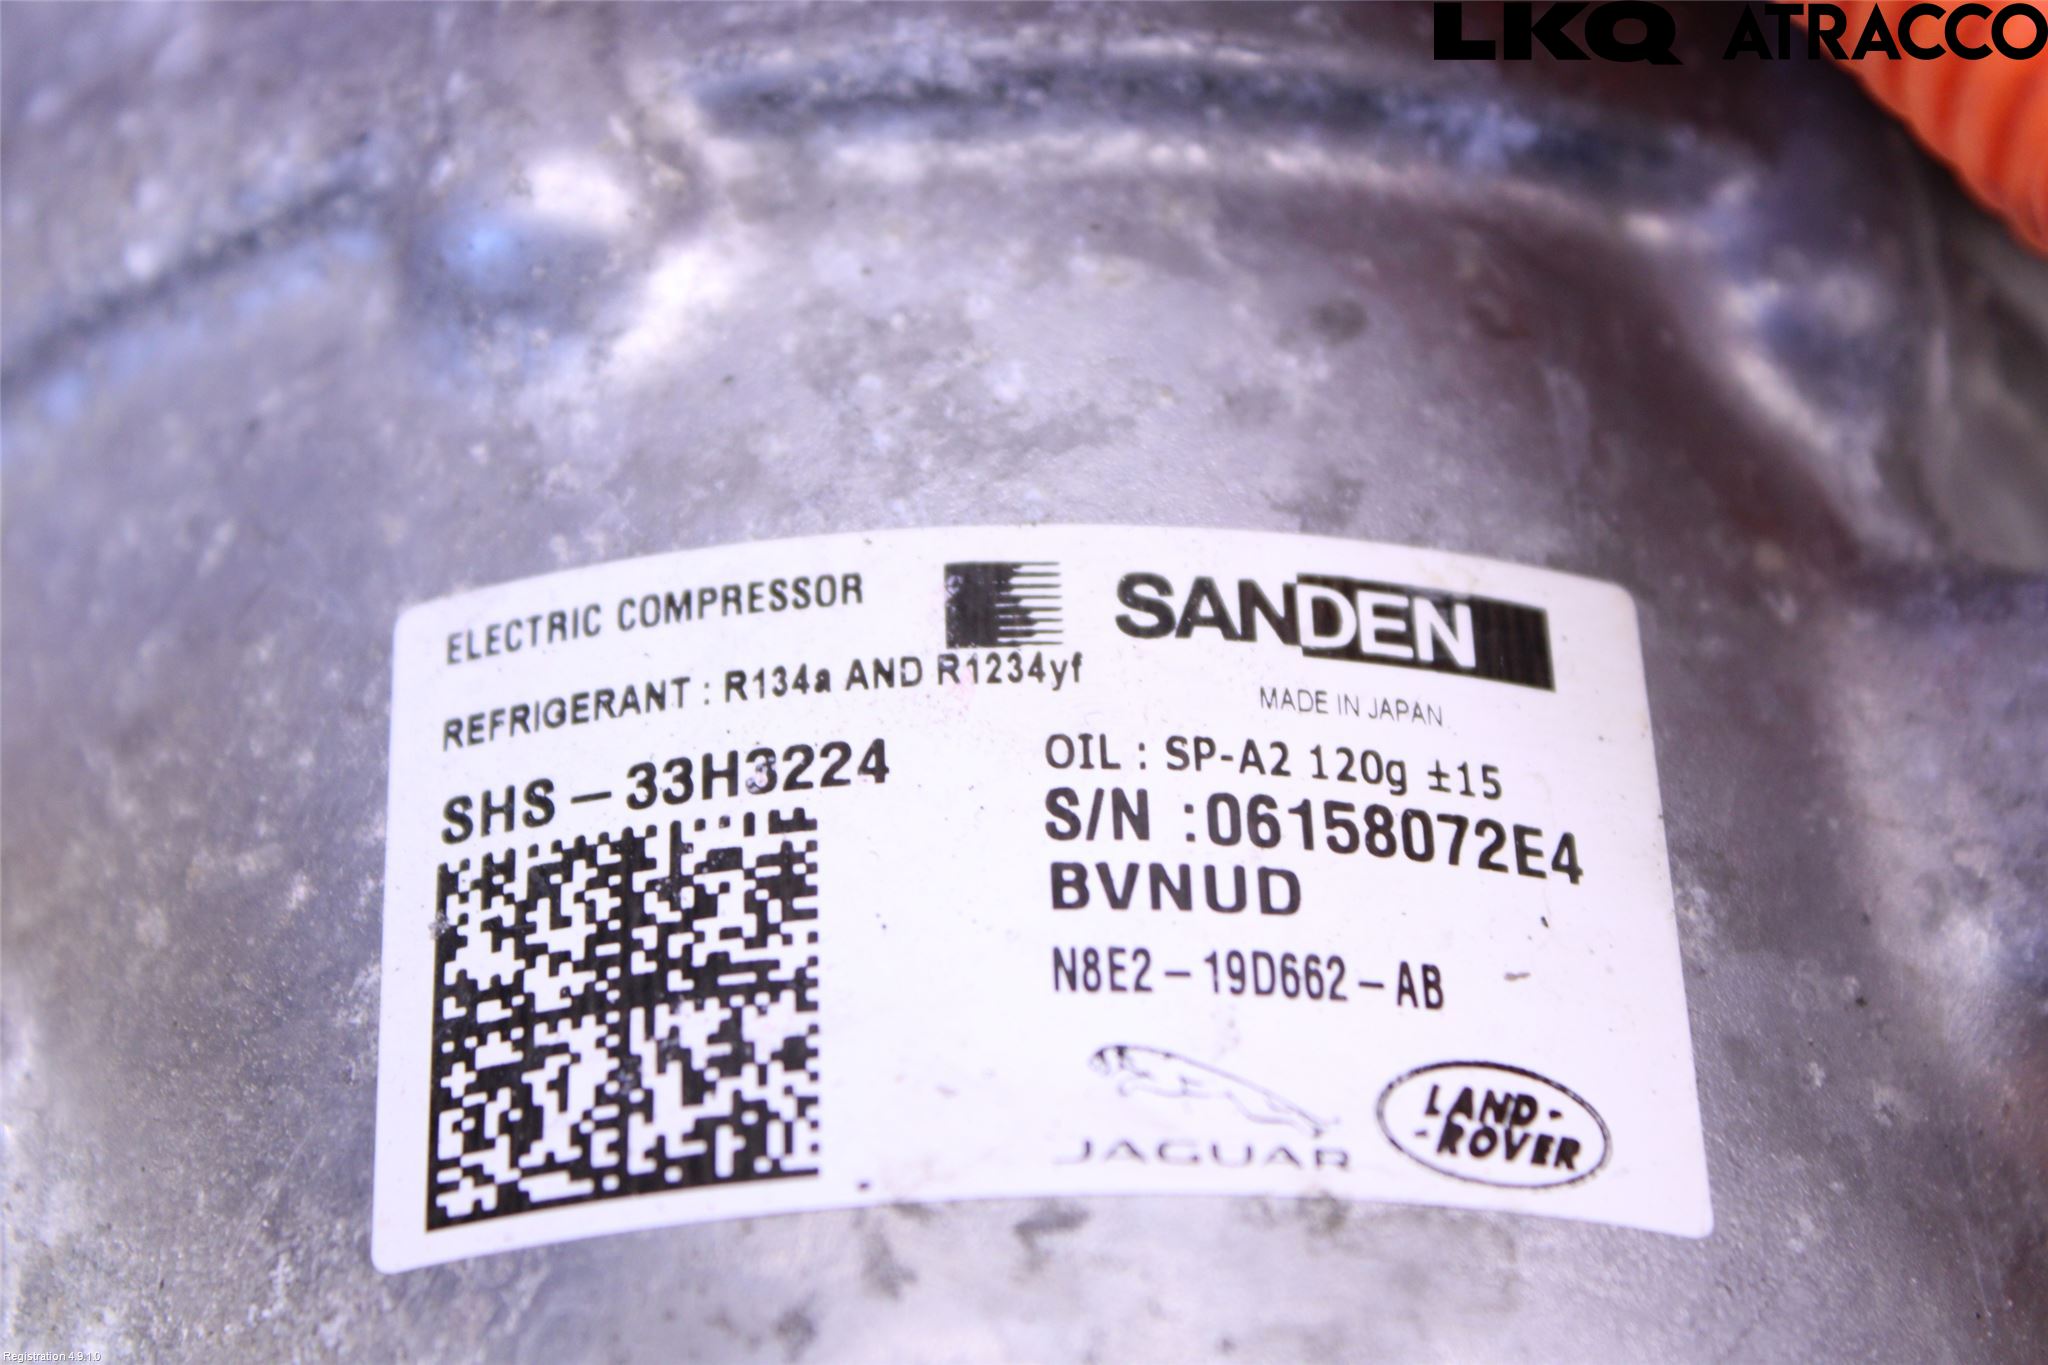 LKQ ATRACCO
ELECTRIC COMPRESSOR
SANDEN
REFRIGERANT : R134a AND R1234yf
MADE IN JAPAN
SHS-33H3224
OIL : SP-A2 120g ±15
S/N :06158072E4
BVNUD
N8E2-19D662-AB
JAGUAR
LAND-
-ROVER
Registration 4.9.1.0